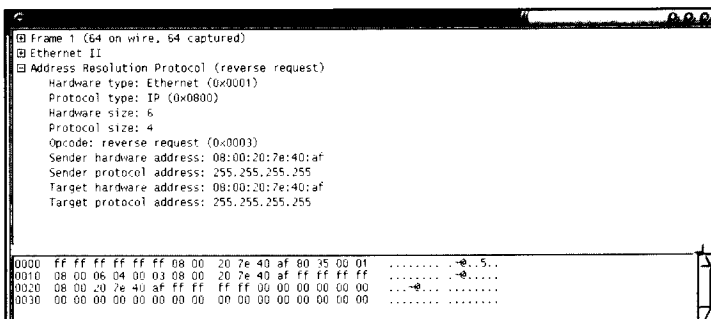 Frame 1 (64 on wire, 64 captured)
Ethernet II
Address Resolution Protocol (reverse request)
Hardware type: Ethernet (0x0001)
Protocol type: IP (0x0800)
Hardware size: 6
Protocol size: 4
Opcode: reverse request (0x0003)
Sender hardware address: 08:00:20:7e:40:af
Sender protocol address: 255.255.255.255
Target hardware address: 08:00:20:7e:40:af
Target protocol address: 255.255.255.255
0000 ff ff ff ff ff ff 08 00 20 7e 40 af 80 35 00 01 ........ .~@..5..
0010 08 00 06 04 00 03 08 00 20 7e 40 af ff ff ff ff ........ .~@.....
0020 08 00 20 7e 40 af ff ff ff ff 00 00 00 00 00 00 ...~@... ........
0030 00 00 00 00 00 00 00 00 00 00 00 00 00 00 00 00 ........ ........